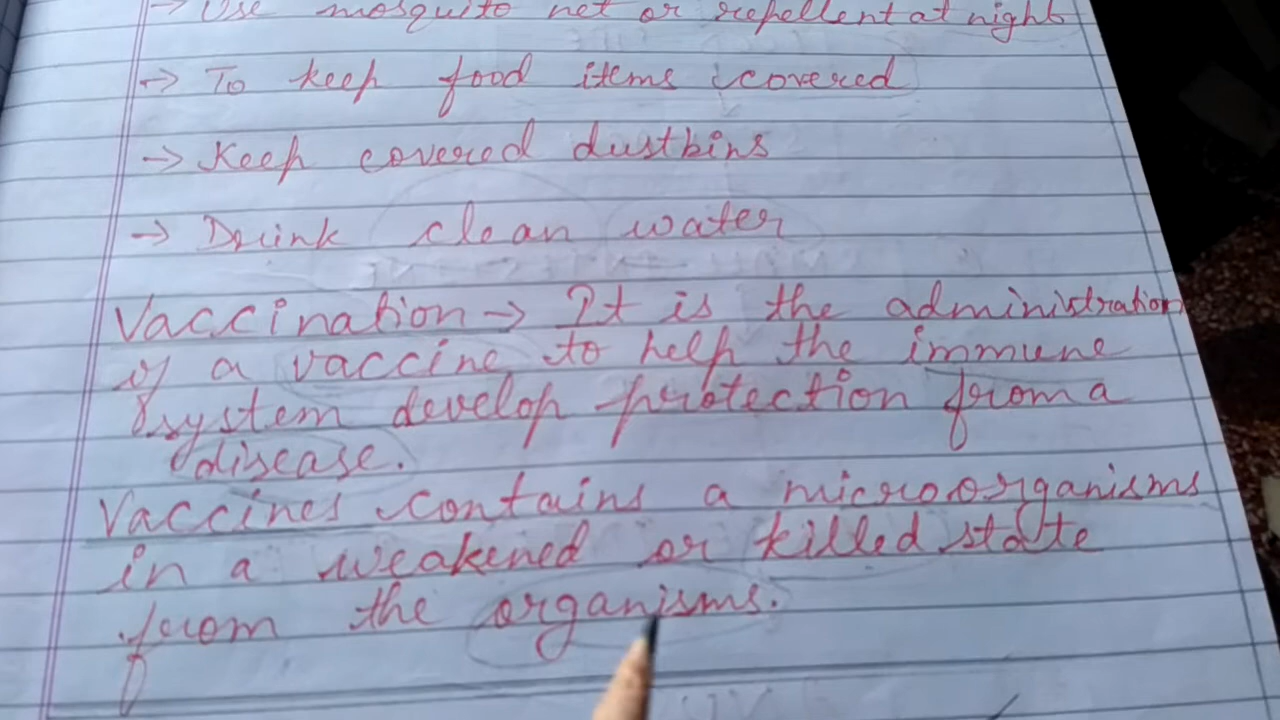 → Use mosquito net or repellent at night
→ To keep food items covered
→ Keep covered dustbins
→ Drink clean water
Vaccination → It is the administration
of a vaccine to help the immune
system develop protection from a
disease.
Vaccines contains a microorganisms
in a weakened or killed state
from the organisms.